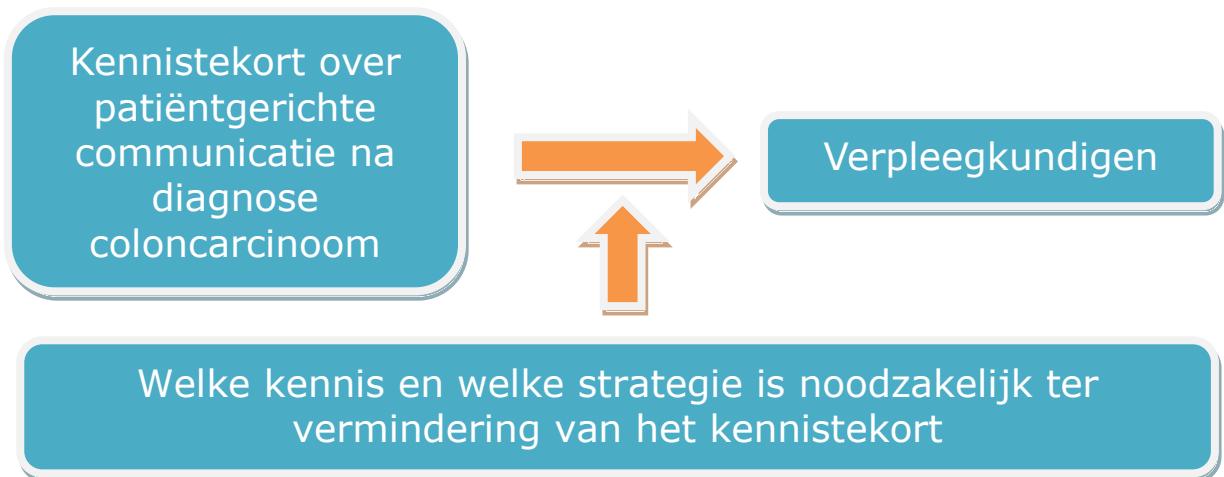 Kennistekort over
patiëntgerichte
communicatie na
diagnose
coloncarcinoom
Verpleegkundigen
Welke kennis en welke strategie is noodzakelijk ter
vermindering van het kennistekort